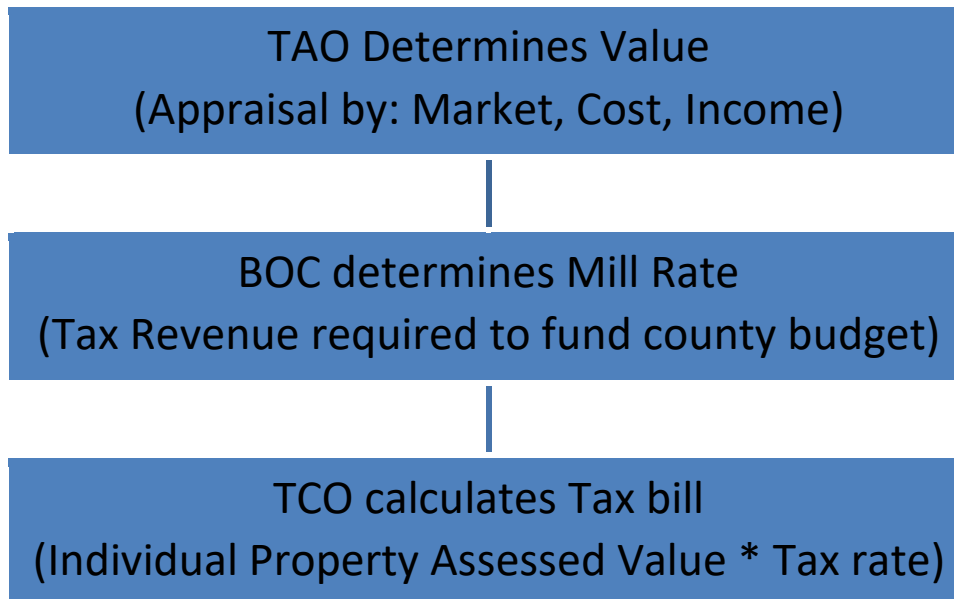 TAO Determines Value
(Appraisal by: Market, Cost, Income)
BOC determines Mill Rate
(Tax Revenue required to fund county budget)
TCO calculates Tax bill
(Individual Property Assessed Value * Tax rate)